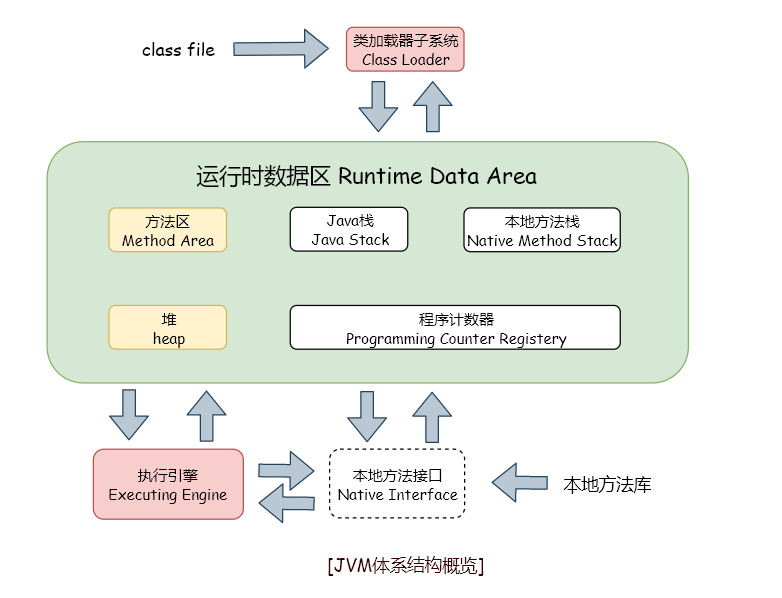 class file
类加载器子系统
Class Loader
运行时数据区 Runtime Data Area
方法区
Method Area
Java栈
Java Stack
本地方法栈
Native Method Stack
堆
heap
程序计数器
Programming Counter Registery
执行引擎
Executing Engine
本地方法接口
Native Interface
本地方法库
[JVM体系结构概览]